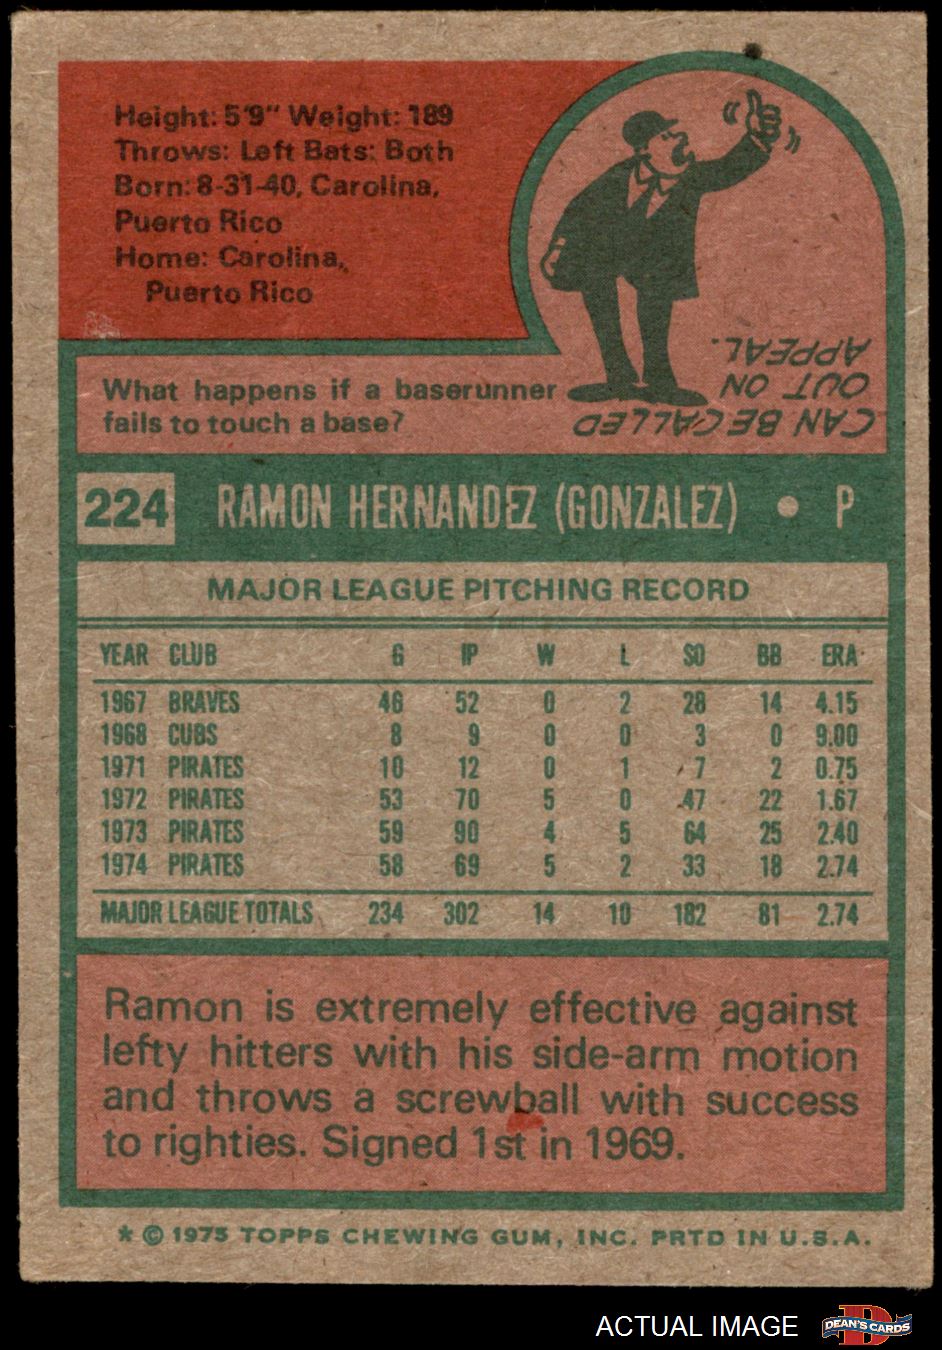 Height: 5'9" Weight: 189
Throws: Left Bats: Both
Born: 8-31-40, Carolina,
Puerto Rico
Home: Carolina,
Puerto Rico
What happens if a baserunner
fails to touch a base?
CAN BE CALLED
OUT ON
APPEAL.
224 RAMON HERNANDEZ (GONZALEZ) • P
MAJOR LEAGUE PITCHING RECORD
YEAR CLUB G IP W L SO BB ERA
1967 BRAVES 46 52 0 2 28 14 4.15
1968 CUBS 8 9 0 0 3 0 9.00
1971 PIRATES 10 12 0 1 7 2 0.75
1972 PIRATES 53 70 5 0 47 22 1.67
1973 PIRATES 59 90 4 5 64 25 2.40
1974 PIRATES 58 69 5 2 33 18 2.74
MAJOR LEAGUE TOTALS 234 302 14 10 182 81 2.74
Ramon is extremely effective against
lefty hitters with his side-arm motion
and throws a screwball with success
to righties. Signed 1st in 1969.
* © 1975 TOPPS CHEWING GUM, INC. PRTD IN U.S.A.
ACTUAL IMAGE
DEAN'S CARDS